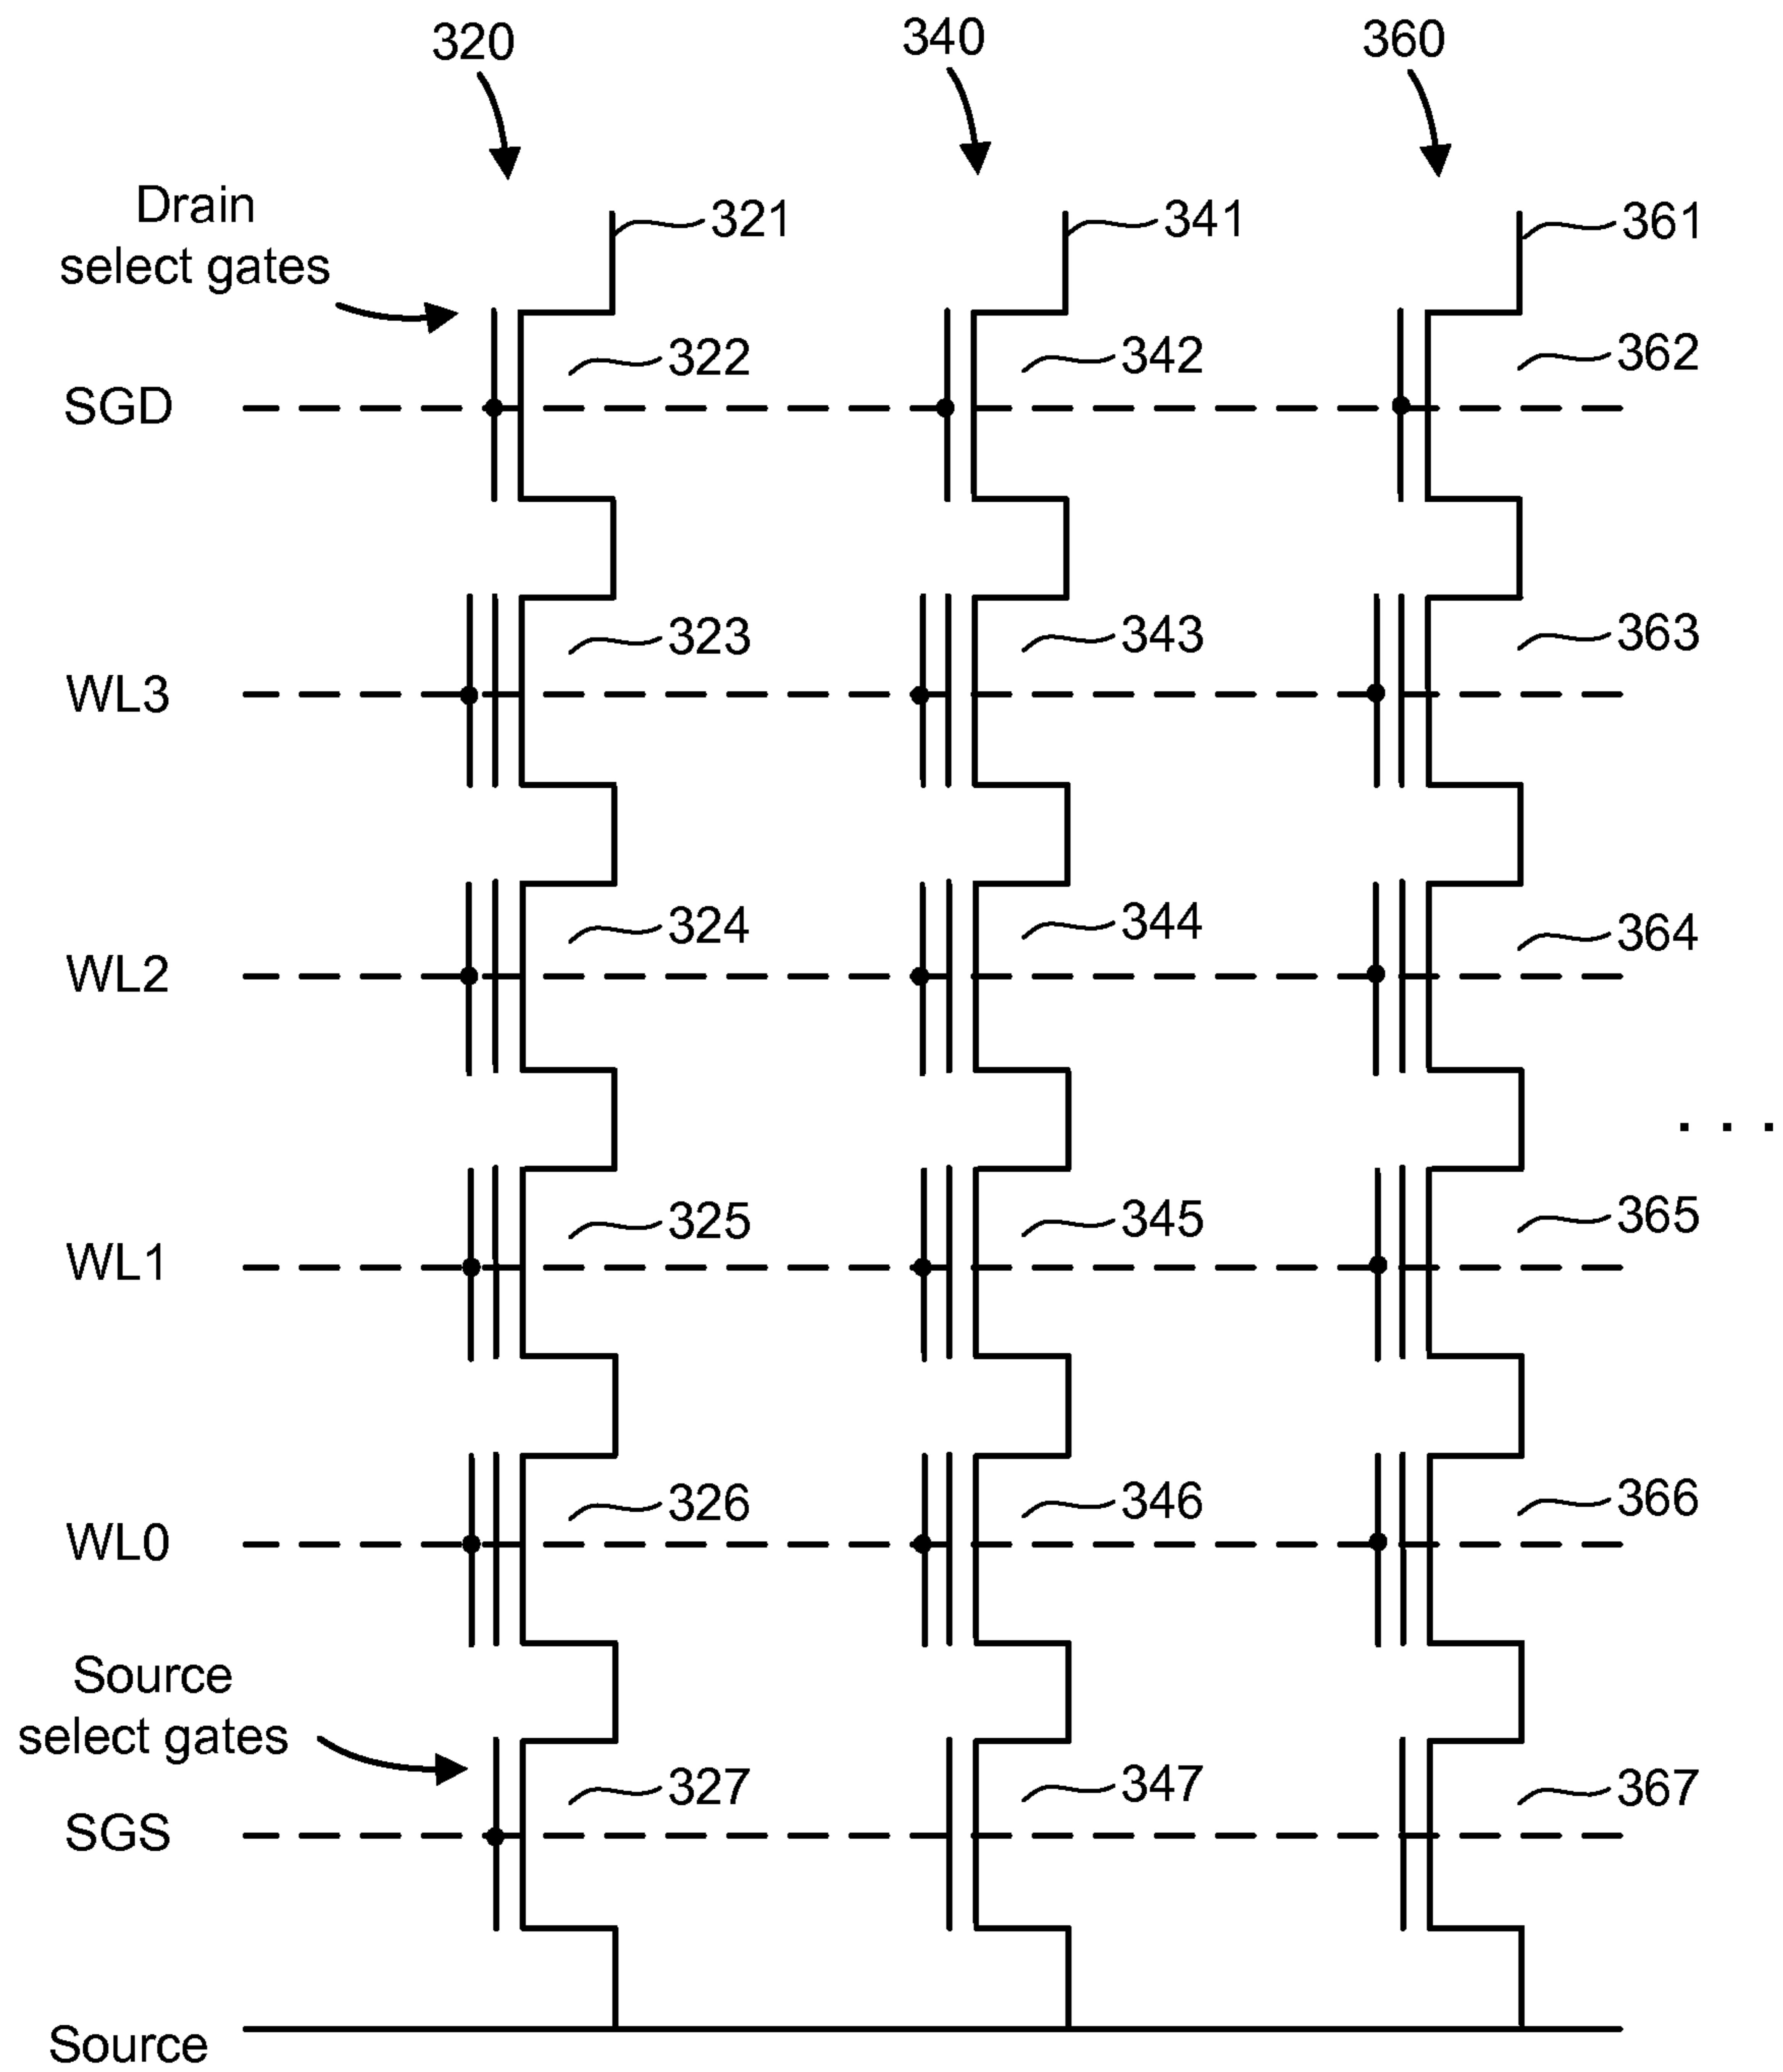 320 340 360
Drain
select gates
321 341 361
322 342 362
SGD
323 343 363
WL3
324 344 364
WL2
. . .
325 345 365
WL1
326 346 366
WL0
Source
select gates
327 347 367
SGS
Source